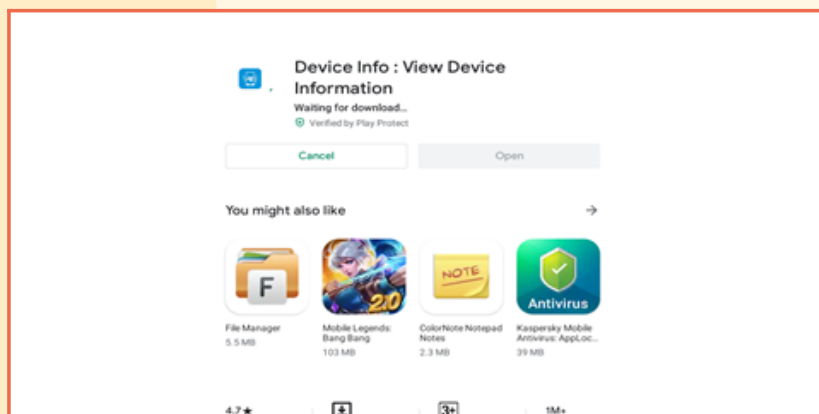 Device Info : View Device
Information
Waiting for download...
Verified by Play Protect
Cancel
Open
You might also like
F
2.0
NOTE
Antivirus
File Manager
5.5 MB
Mobile Legends:
Bang Bang
103 MB
ColorNote Notepad
Notes
2.3 MB
Kaspersky Mobile
Antivirus: AppLoc...
39 MB
4.7★
3+
1M+